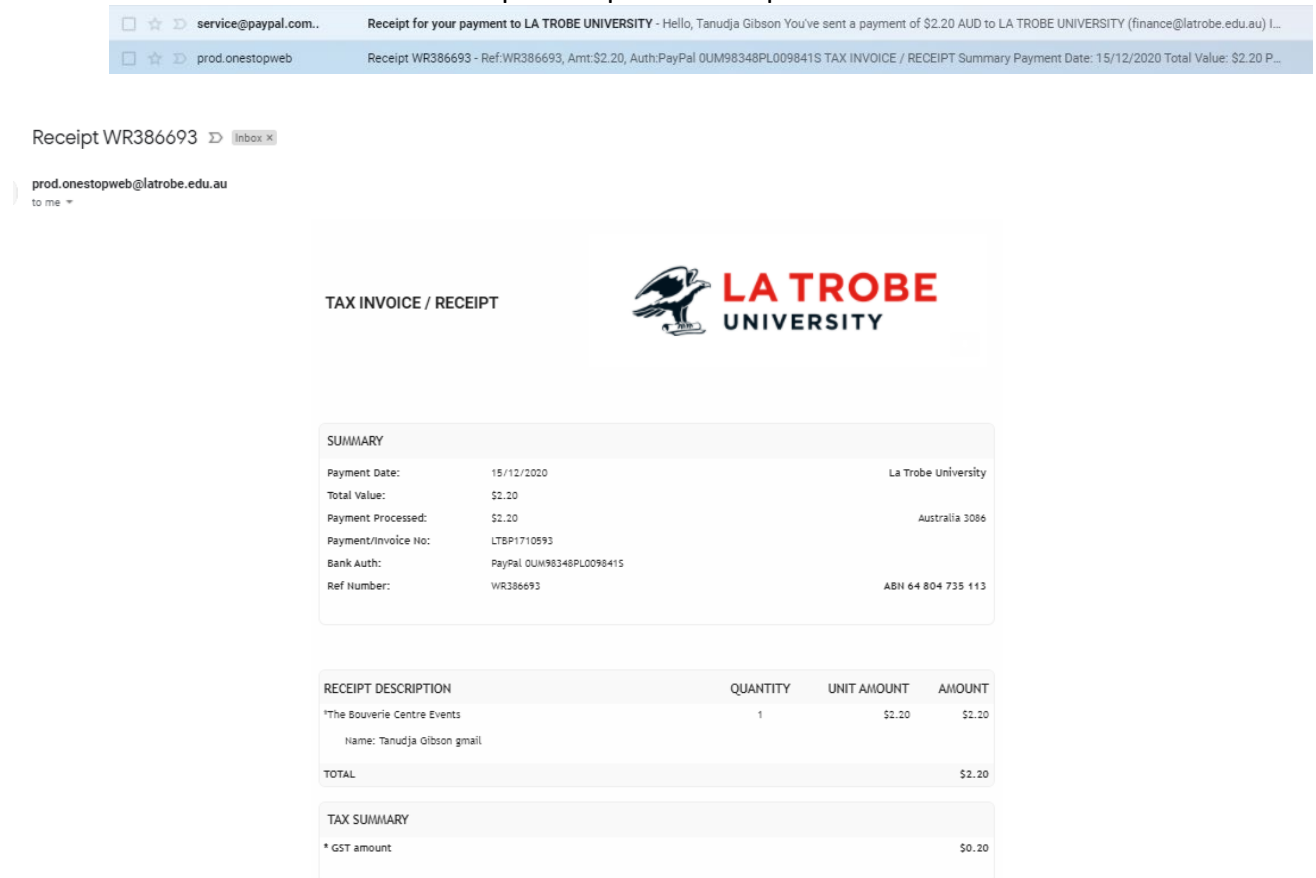 service@paypal.com.. Receipt for your payment to LA TROBE UNIVERSITY - Hello, Tanudja Gibson You've sent a payment of $2.20 AUD to LA TROBE UNIVERSITY (finance@latrobe.edu.au) I...
prod.onestopweb Receipt WR386693 - Ref:WR386693, Amt:$2.20, Auth:PayPal 0UM98348PL009841S TAX INVOICE / RECEIPT Summary Payment Date: 15/12/2020 Total Value: $2.20 P...
Receipt WR386693 Inbox x
prod.onestopweb@latrobe.edu.au
to me
TAX INVOICE / RECEIPT
LA TROBE
UNIVERSITY
SUMMARY
Payment Date: 15/12/2020 La Trobe University
Total Value: $2.20
Payment Processed: $2.20 Australia 3086
Payment/Invoice No: LTBP1710593
Bank Auth: PayPal 0UM98348PL009841S
Ref Number: WR386693 ABN 64 804 735 113
RECEIPT DESCRIPTION QUANTITY UNIT AMOUNT AMOUNT
*The Bouverie Centre Events 1 $2.20 $2.20
Name: Tanudja Gibson gmail
TOTAL $2.20
TAX SUMMARY
* GST amount $0.20